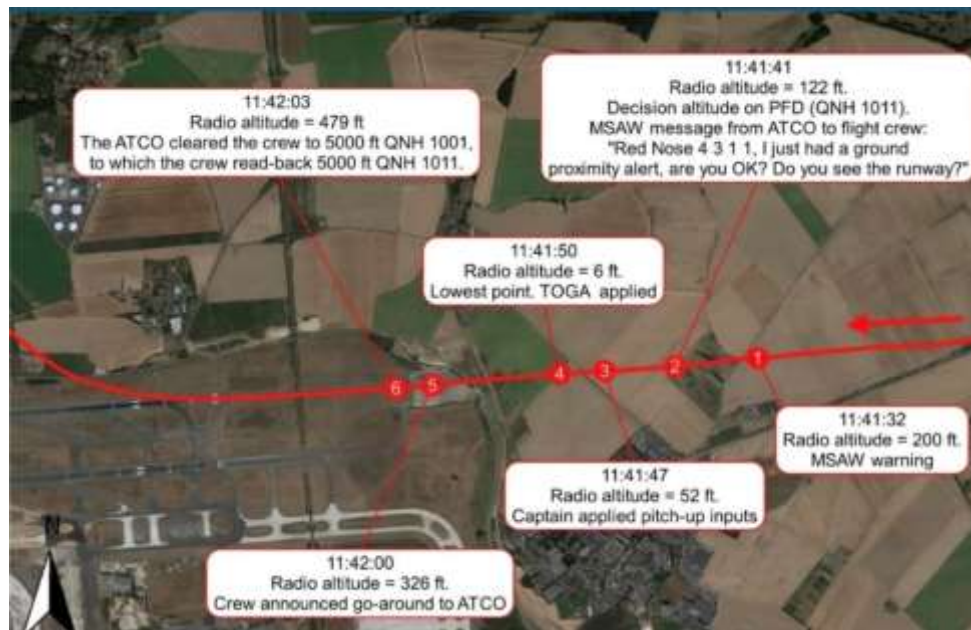 11:42:03
Radio altitude = 479 ft
The ATCO cleared the crew to 5000 ft QNH 1001,
to which the crew read-back 5000 ft QNH 1011.
11:41:41
Radio altitude = 122 ft.
Decision altitude on PFD (QNH 1011).
MSAW message from ATCO to flight crew:
"Red Nose 4 3 1 1, I just had a ground
proximity alert, are you OK? Do you see the runway?"
11:41:50
Radio altitude = 6 ft.
Lowest point, TOGA applied
6
5
4
3
2
1
11:41:32
Radio altitude = 200 ft.
MSAW warning
11:41:47
Radio altitude = 52 ft.
Captain applied pitch-up inputs
11:42:00
Radio altitude = 326 ft.
Crew announced go-around to ATCO
N